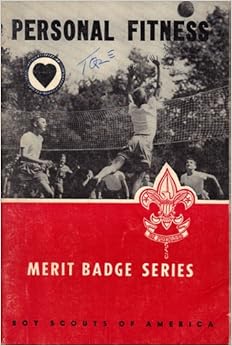 PERSONAL FITNESS
MERIT BADGE SERIES
BOY SCOUTS OF AMERICA